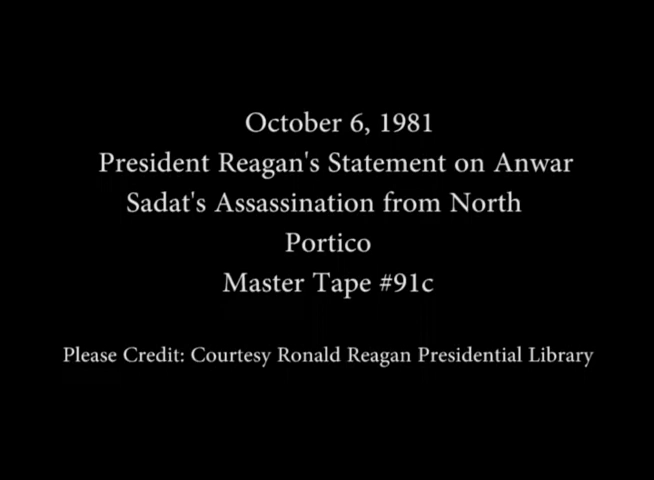 October 6, 1981
President Reagan's Statement on Anwar
Sadat's Assassination from North
Portico
Master Tape #91c
Please Credit: Courtesy Ronald Reagan Presidential Library